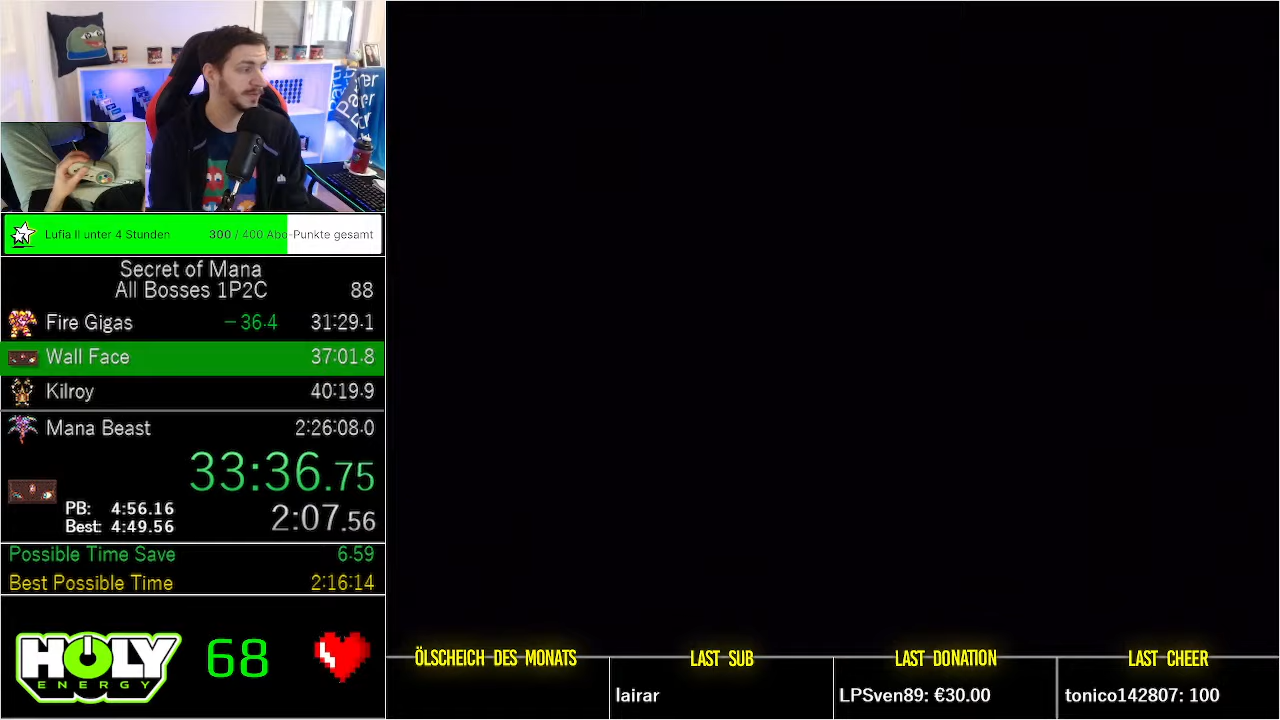 Lufia II unter 4 Stunden 300 / 400 Abo-Punkte gesamt
Secret of Mana
All Bosses 1P2C 88
Fire Gigas −36.4 31:29.1
Wall Face 37:01.8
Kilroy 40:19.9
Mana Beast 2:26:08.0
33:36.75
PB: 4:56.16
Best: 4:49.56
2:07.56
Possible Time Save 6.59
Best Possible Time 2:16:14
HOLY
ENERGY
68
ÖLSCHEICH DES MONATS
LAST SUB
lairar
LAST DONATION
LPSven89: €30.00
LAST CHEER
tonico142807: 100